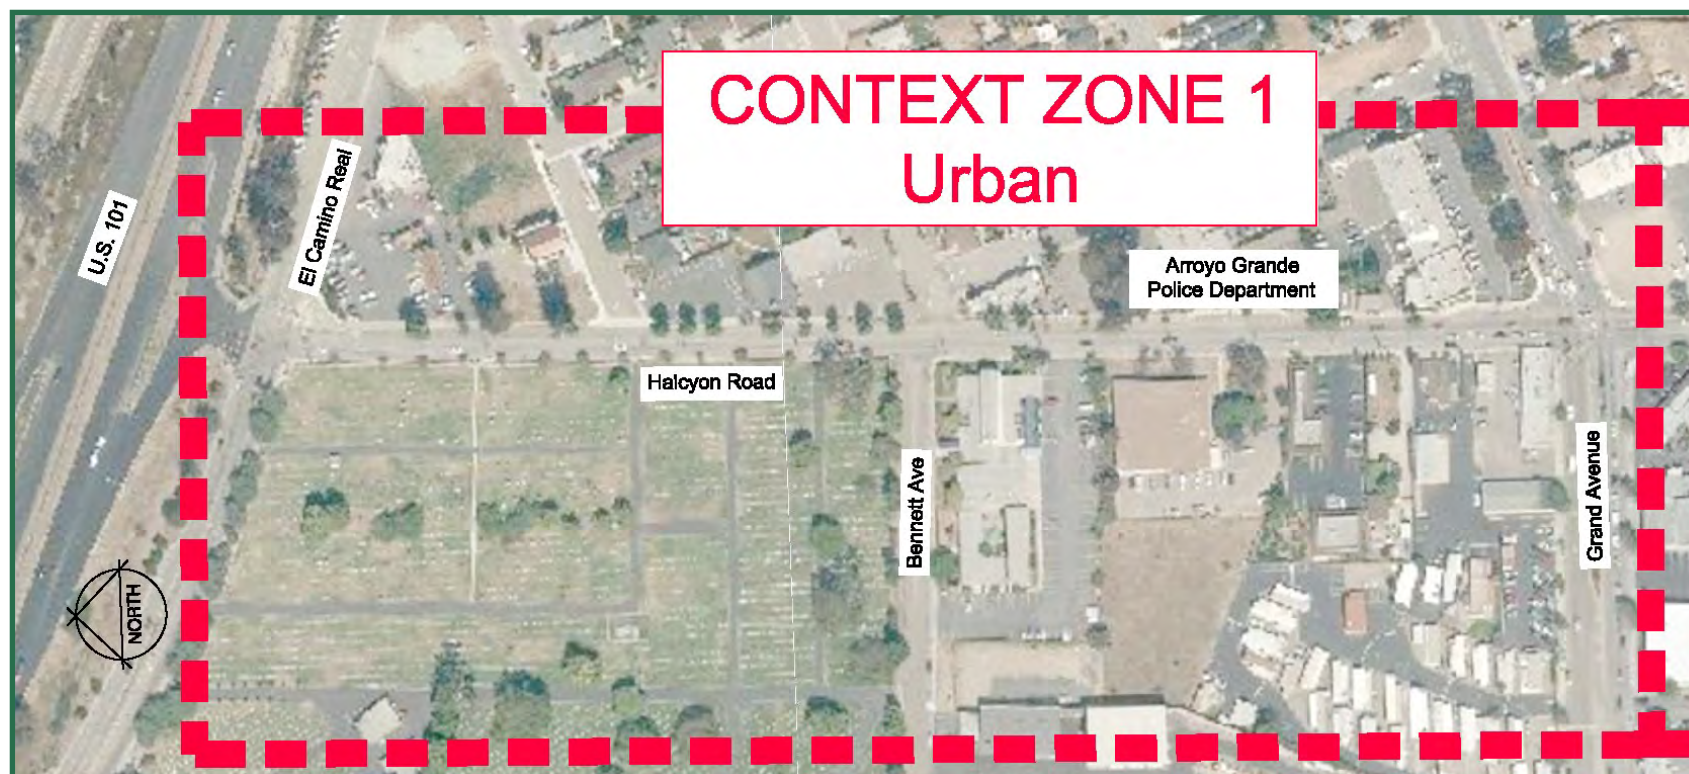 CONTEXT ZONE 1
Urban
U.S. 101
El Camino Real
Arroyo Grande
Police Department
Halcyon Road
Bennett Ave
Grand Avenue
NORTH